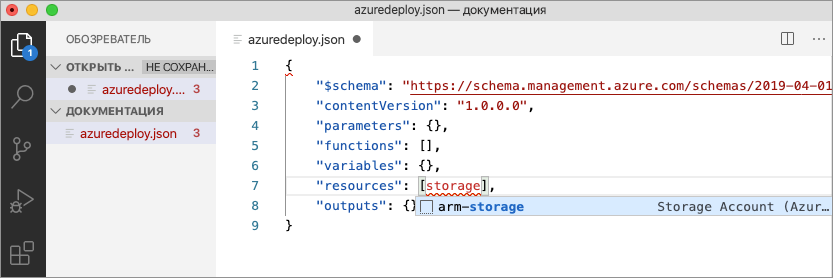 azuredeploy.json — документация
ОБОЗРЕВАТЕЛЬ
azuredeploy.json
1
ОТКРЫТЬ ... НЕ СОХРАН...
azuredeploy.... 3
ДОКУМЕНТАЦИЯ
azuredeploy.json 3
1 {
2 "$schema": "https://schema.management.azure.com/schemas/2019-04-01
3 "contentVersion": "1.0.0.0",
4 "parameters": {},
5 "functions": [],
6 "variables": {},
7 "resources": [storage],
8 "outputs": {}
arm-storage Storage Account (Azur...
9 }